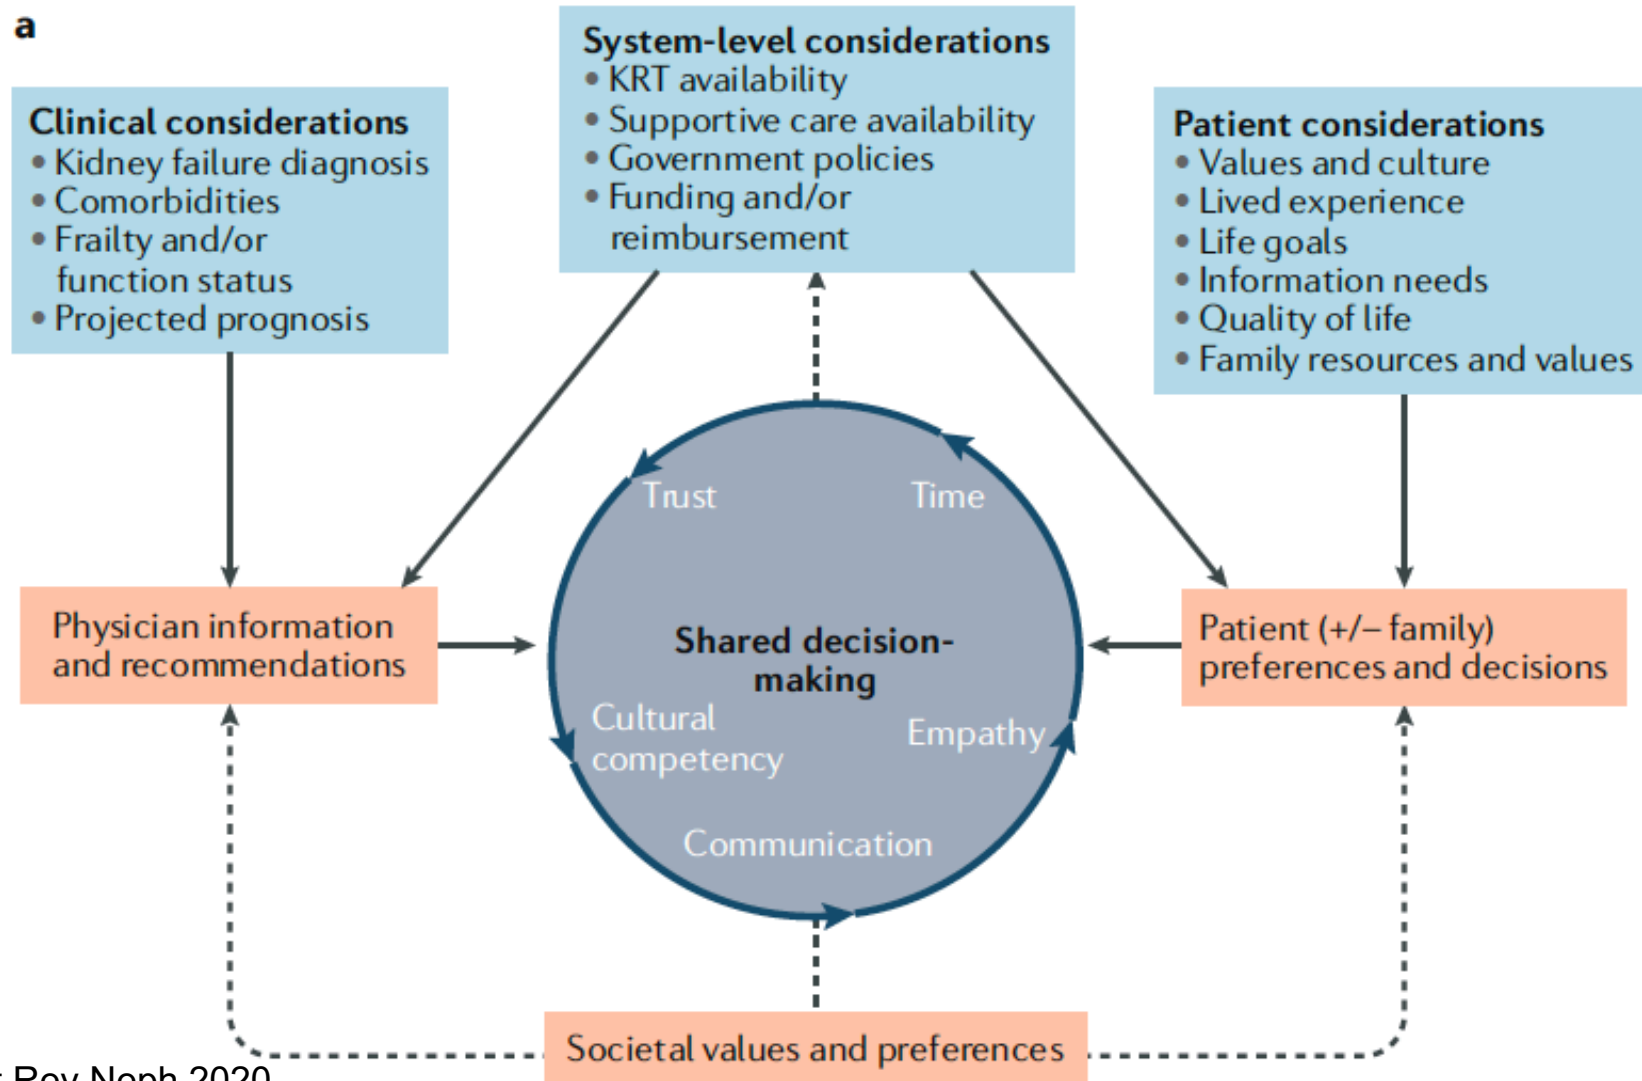 a
System-level considerations
• KRT availability
• Supportive care availability
• Government policies
• Funding and/or
reimbursement
Clinical considerations
• Kidney failure diagnosis
• Comorbidities
• Frailty and/or
function status
• Projected prognosis
Patient considerations
• Values and culture
• Lived experience
• Life goals
• Information needs
• Quality of life
• Family resources and values
Trust
Time
Physician information
and recommendations
Shared decision-
making
Patient (+/– family)
preferences and decisions
Cultural
competency
Empathy
Communication
Societal values and preferences
Rev Neph 2020